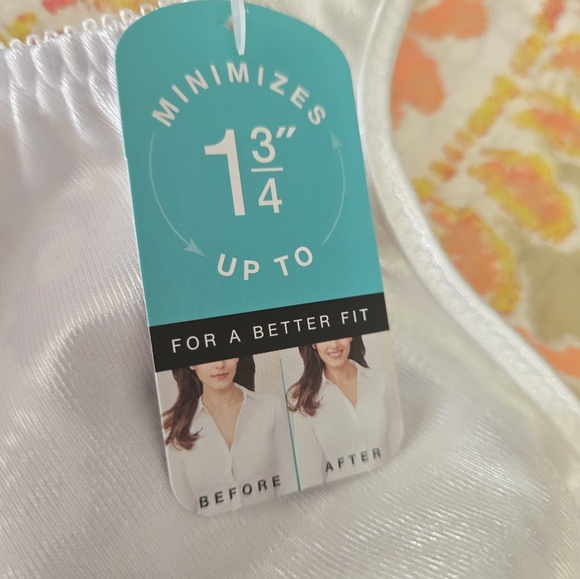 MINIMIZES
1 3/4"
UP TO
FOR A BETTER FIT
BEFORE
AFTER